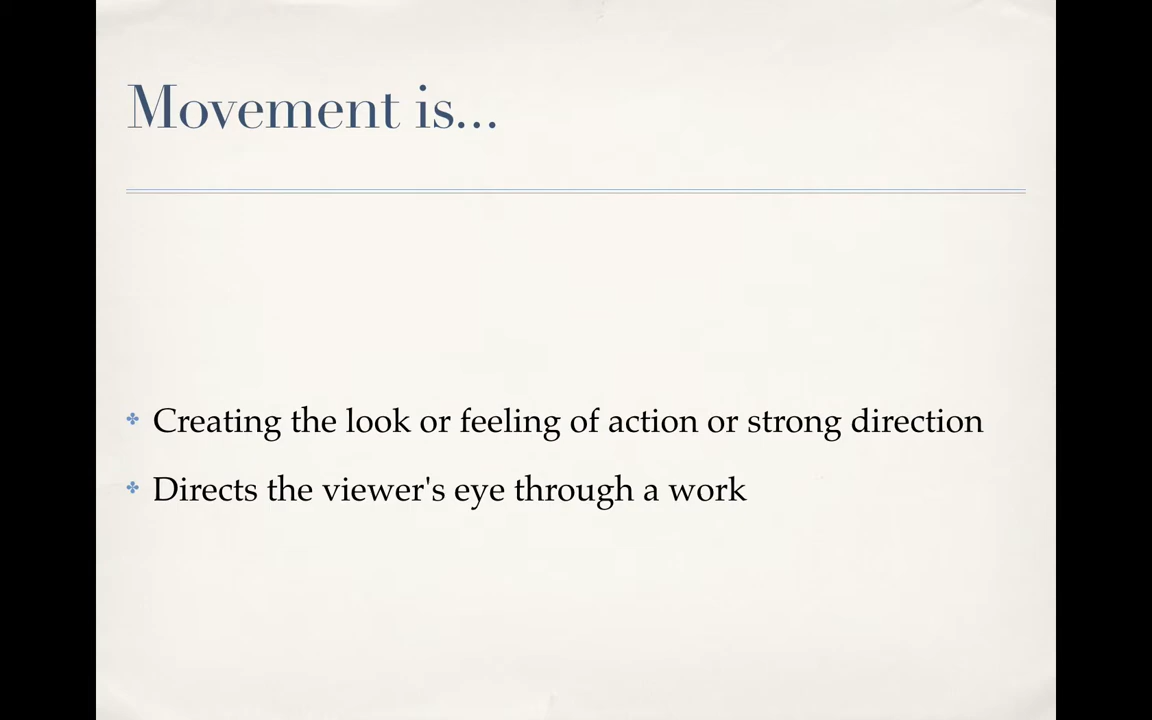 Movement is...
Creating the look or feeling of action or strong direction
Directs the viewer's eye through a work